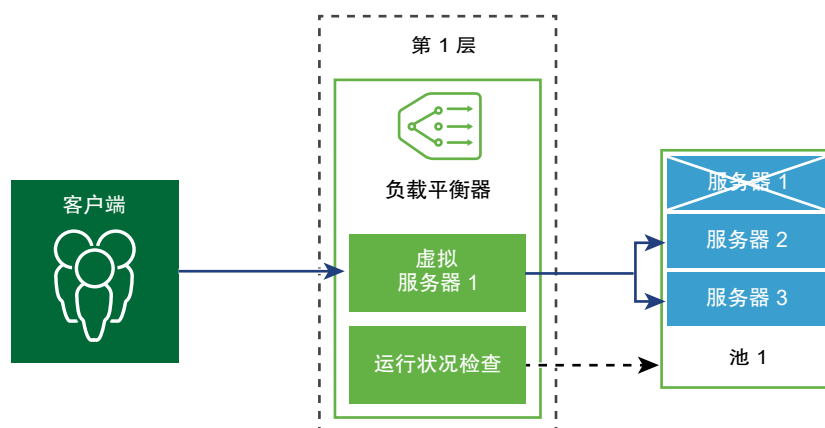 第 1 层
负载平衡器
客户端
虚拟
服务器 1
运行状况检查
服务器 1
服务器 2
服务器 3
池 1